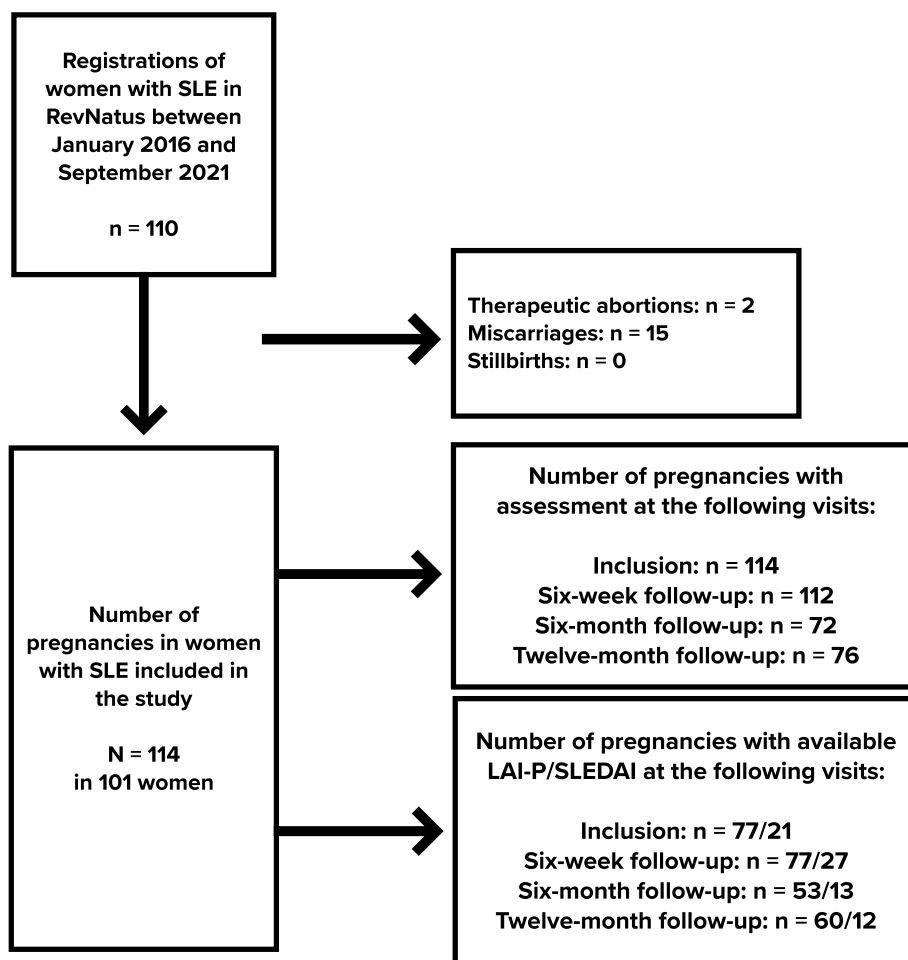 Registrations of
women with SLE in
RevNatus between
January 2016 and
September 2021
n = 110
Therapeutic abortions: n = 2
Miscarriages: n = 15
Stillbirths: n = 0
Number of
pregnancies in women
with SLE included in
the study
N = 114
in 101 women
Number of pregnancies with
assessment at the following visits:
Inclusion: n = 114
Six-week follow-up: n = 112
Six-month follow-up: n = 72
Twelve-month follow-up: n = 76
Number of pregnancies with available
LAI-P/SLEDAI at the following visits:
Inclusion: n = 77/21
Six-week follow-up: n = 77/27
Six-month follow-up: n = 53/13
Twelve-month follow-up: n = 60/12